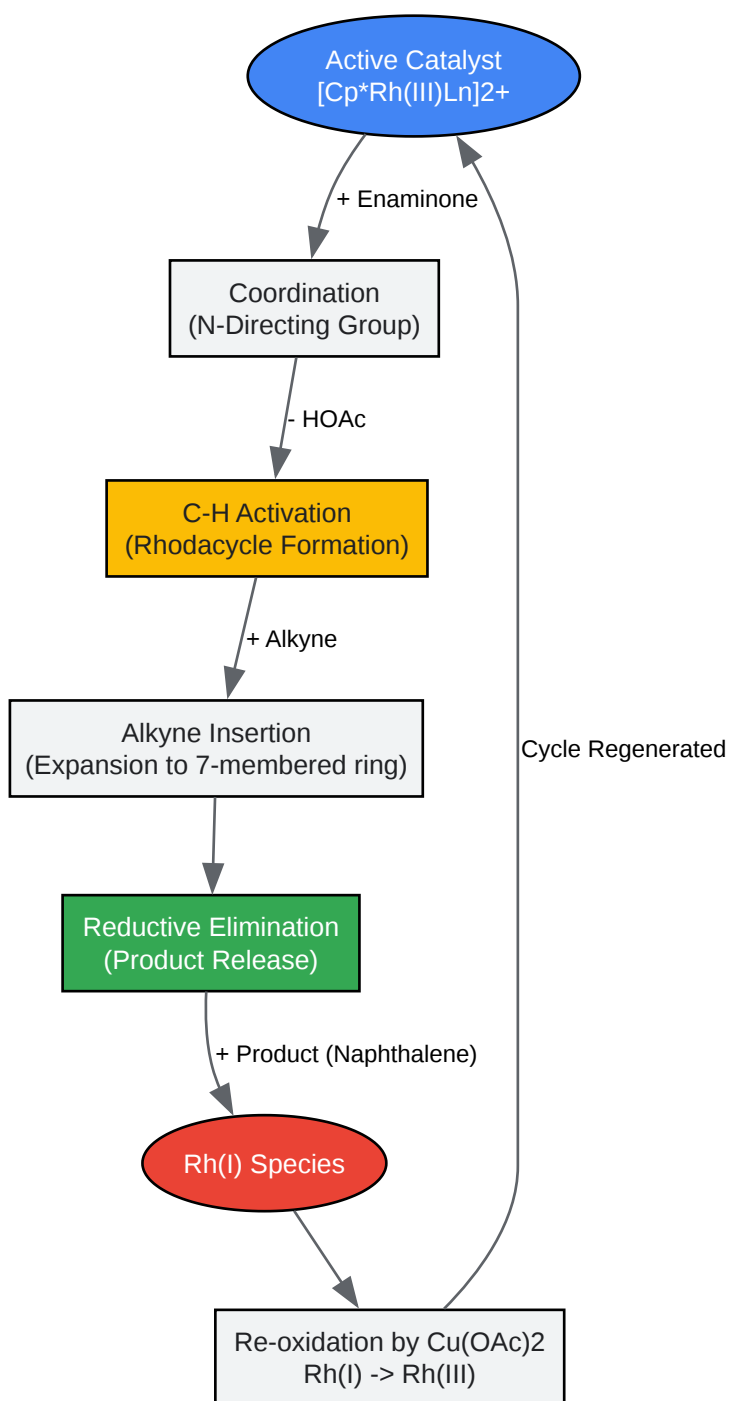 Active Catalyst
[Cp*Rh(III)Ln]2+
+ Enaminone
Coordination
(N-Directing Group)
- HOAc
C-H Activation
(Rhodacycle Formation)
+ Alkyne
Alkyne Insertion
(Expansion to 7-membered ring)
Cycle Regenerated
Reductive Elimination
(Product Release)
+ Product (Naphthalene)
Rh(I) Species
Re-oxidation by Cu(OAc)2
Rh(I) -> Rh(III)